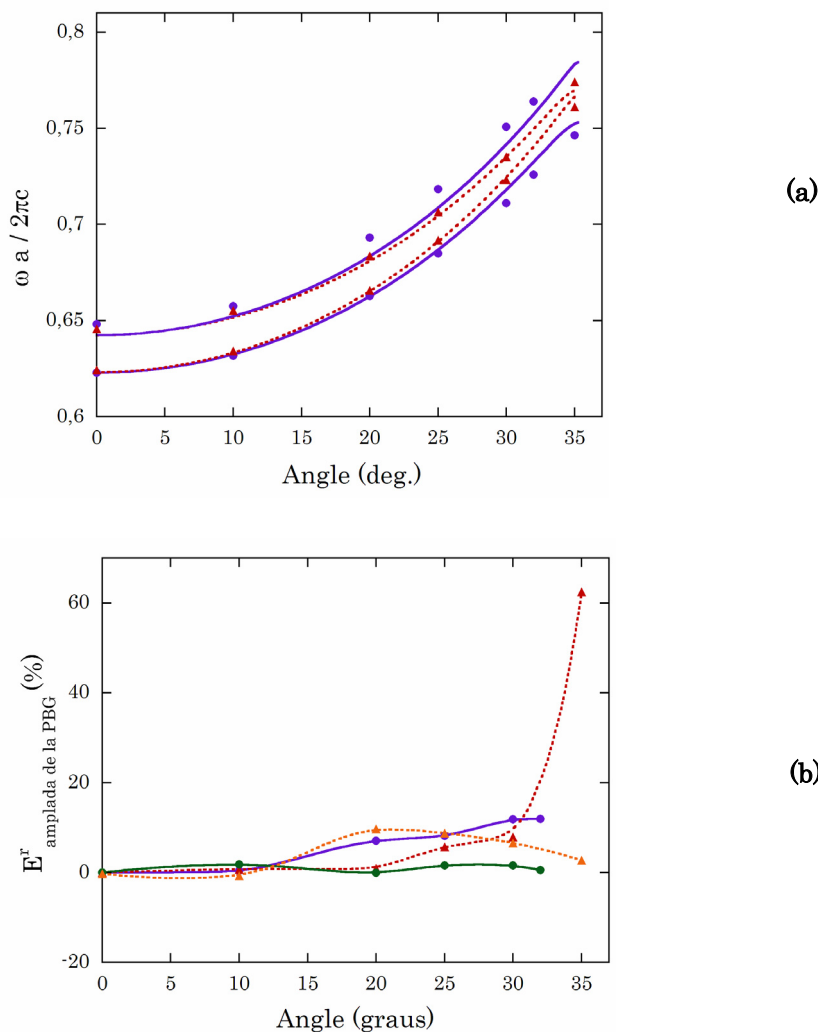 0,8
0,75
0,7
0,65
0,6
ω a / 2πc
0 5 10 15 20 25 30 35
Angle (deg.)
(a)
60
40
20
0
-20
E^r amplada de la PBG (%)
0 5 10 15 20 25 30 35
Angle (graus)
(b)